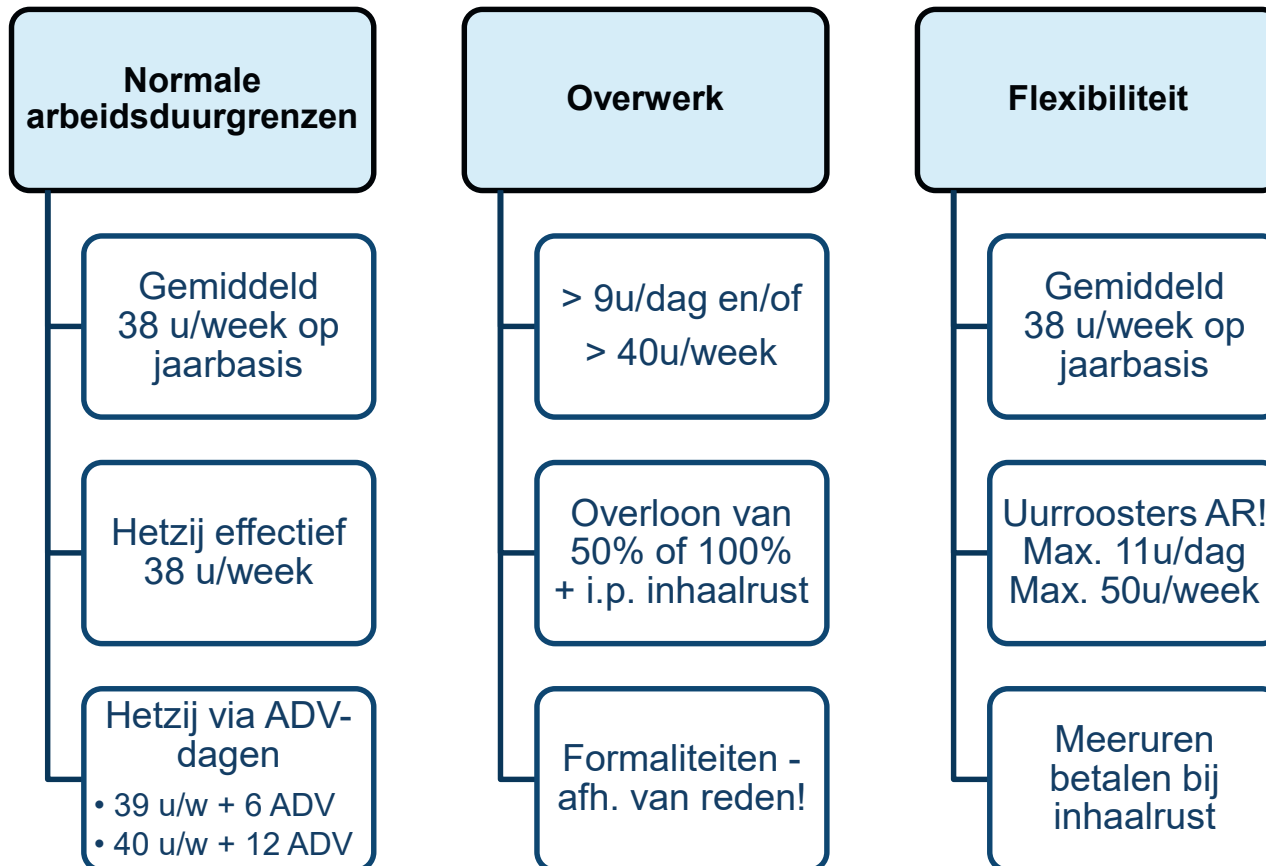 Normale
arbeidsduurgrenzen
Gemiddeld
38 u/week op
jaarbasis
Hetzij effectief
38 u/week
Hetzij via ADV-
dagen
• 39 u/w + 6 ADV
• 40 u/w + 12 ADV
Overwerk
> 9u/dag en/of
> 40u/week
Overloon van
50% of 100%
+ i.p. inhaalrust
Formaliteiten -
afh. van reden!
Flexibiliteit
Gemiddeld
38 u/week op
jaarbasis
Uurroosters AR!
Max. 11u/dag
Max. 50u/week
Meeruren
betalen bij
inhaalrust